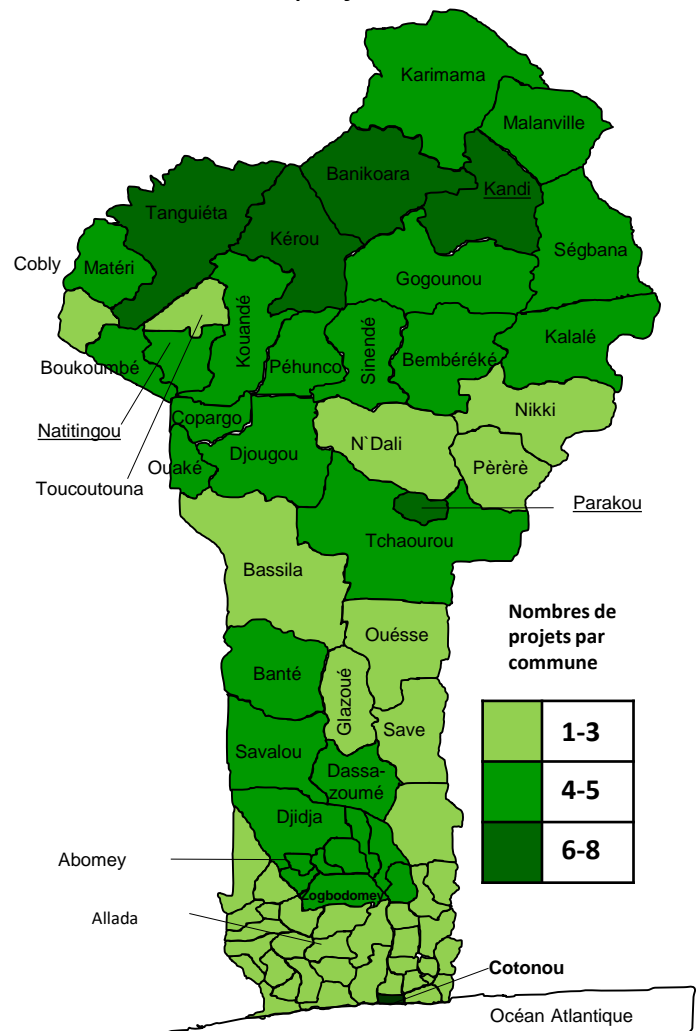 Karimama
Malanville
Banikoara
Kandi
Tanguiéta
Kérou
Ségbana
Cobly
Matéri
Gogounou
Kouandé
Kalalé
Boukoumbé
Péhunco
Sinendé
Bembéréké
Nikki
Copargo
Natitingou
N`Dali
Ouaké
Djougou
Pèrèrè
Toucoutouna
Parakou
Tchaourou
Bassila
Nombres de
projets par
commune
Ouésse
Banté
Glazoué
1-3
Save
Savalou
Dassa-
zoumé
4-5
Djidja
6-8
Abomey
Zogbodomey
Allada
Cotonou
Océan Atlantique